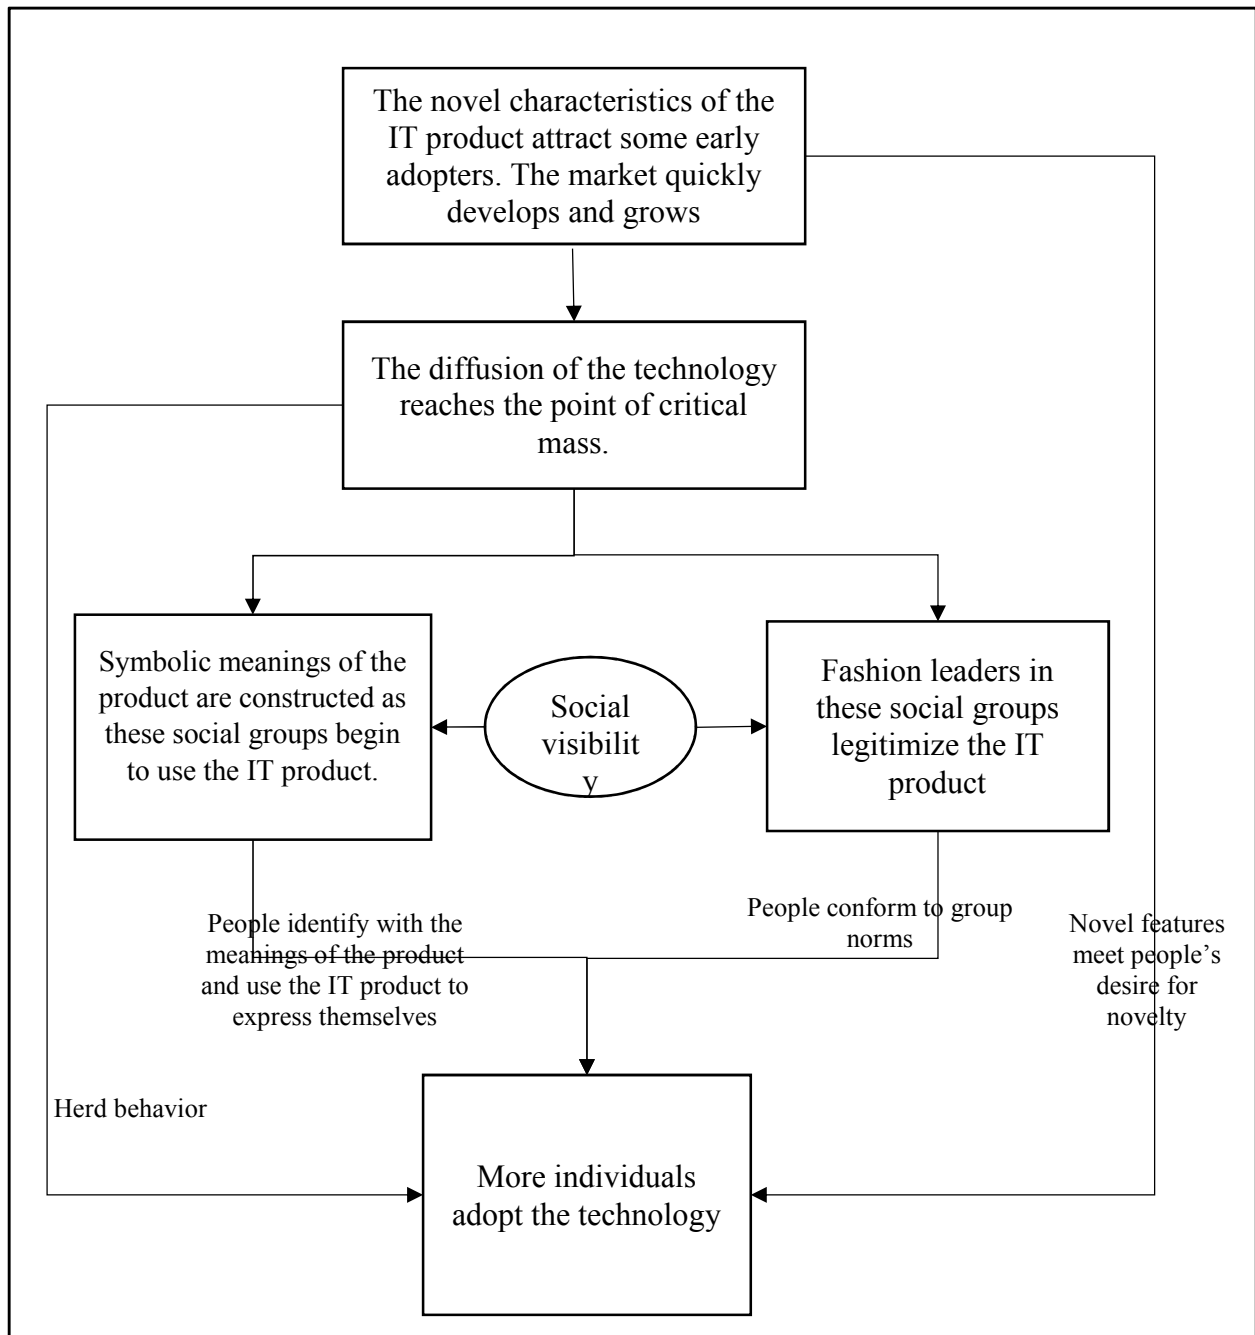 The novel characteristics of the
IT product attract some early
adopters. The market quickly
develops and grows
The diffusion of the technology
reaches the point of critical
mass.
Symbolic meanings of the
product are constructed as
these social groups begin
to use the IT product.
Social
visibilit
y
Fashion leaders in
these social groups
legitimize the IT
product
People identify with the
meanings of the product
and use the IT product to
express themselves
People conform to group
norms
Novel features
meet people’s
desire for
novelty
Herd behavior
More individuals
adopt the technology